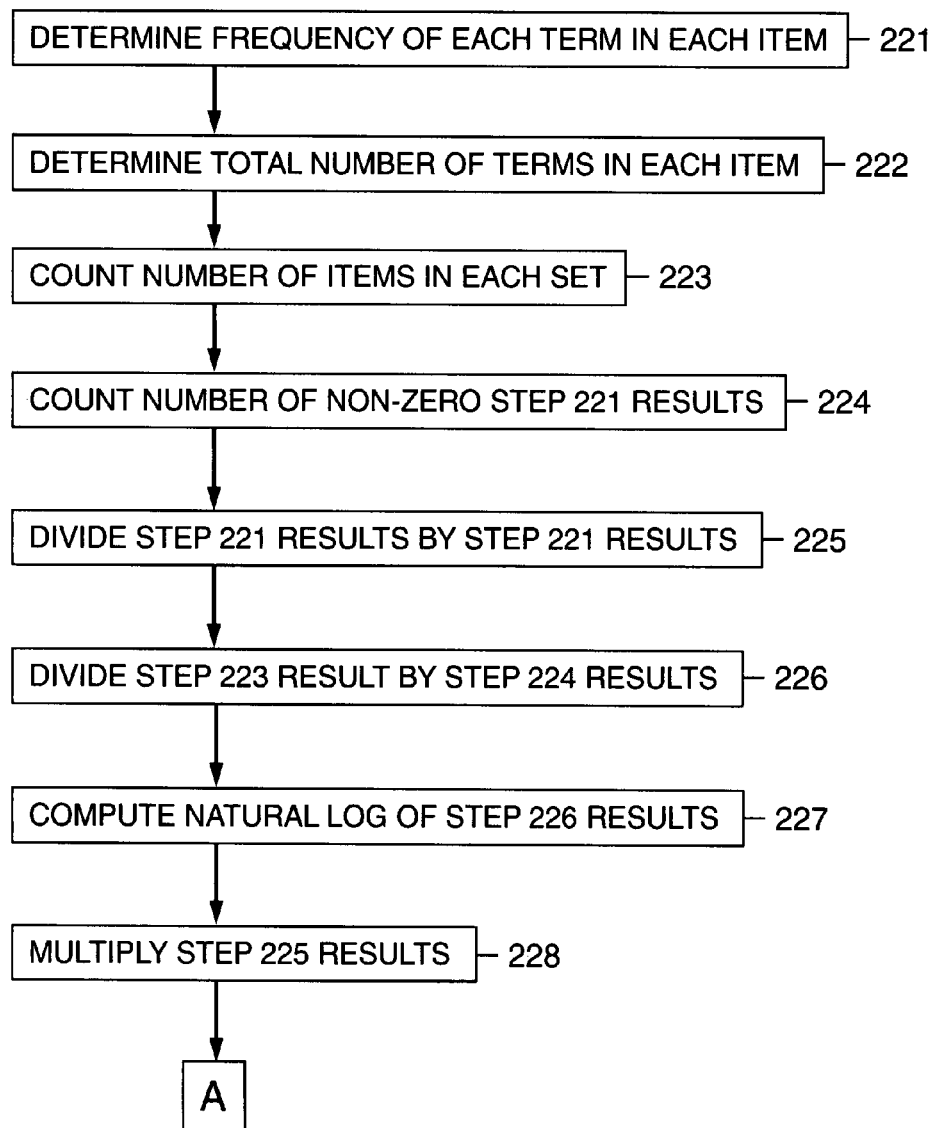 DETERMINE FREQUENCY OF EACH TERM IN EACH ITEM 221
DETERMINE TOTAL NUMBER OF TERMS IN EACH ITEM 222
COUNT NUMBER OF ITEMS IN EACH SET 223
COUNT NUMBER OF NON-ZERO STEP 221 RESULTS 224
DIVIDE STEP 221 RESULTS BY STEP 221 RESULTS 225
DIVIDE STEP 223 RESULT BY STEP 224 RESULTS 226
COMPUTE NATURAL LOG OF STEP 226 RESULTS 227
MULTIPLY STEP 225 RESULTS 228
A